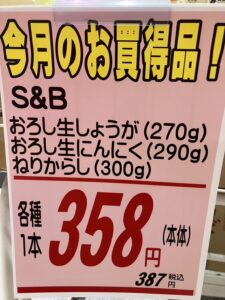 今月のお買得品！
S&B
おろし生しょうが(270g)
おろし生にんにく(290g)
ねりからし(300g)
各種
1本 358円 (本体)
387円 税込